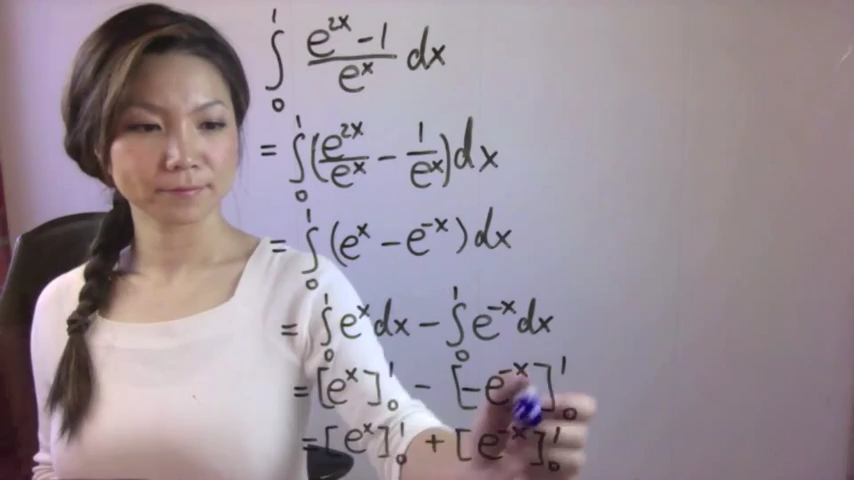 ∫₀¹ (e^{2x} - 1)/(e^x) dx
= ∫₀¹ (e^{2x}/e^x - 1/e^x) dx
= ∫₀¹ (e^x - e^{-x}) dx
= ∫₀¹ e^x dx - ∫₀¹ e^{-x} dx
= [e^x]₀¹ - [-e^{-x}]₀¹
= [e^x]₀¹ + [e^{-x}]₀¹